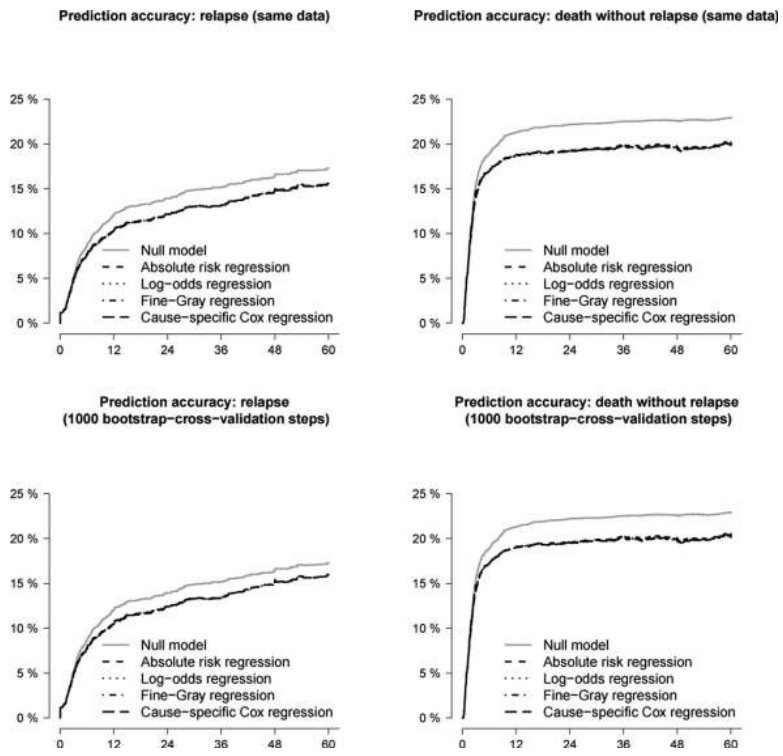 Prediction accuracy: relapse (same data)
25 %
20 %
15 %
10 %
5 %
0 %
Null model
Absolute risk regression
Log−odds regression
Fine−Gray regression
Cause−specific Cox regression
0 12 24 36 48 60
Prediction accuracy: death without relapse (same data)
25 %
20 %
15 %
10 %
5 %
0 %
Null model
Absolute risk regression
Log−odds regression
Fine−Gray regression
Cause−specific Cox regression
0 12 24 36 48 60
Prediction accuracy: relapse
(1000 bootstrap−cross−validation steps)
25 %
20 %
15 %
10 %
5 %
0 %
Null model
Absolute risk regression
Log−odds regression
Fine−Gray regression
Cause−specific Cox regression
0 12 24 36 48 60
Prediction accuracy: death without relapse
(1000 bootstrap−cross−validation steps)
25 %
20 %
15 %
10 %
5 %
0 %
Null model
Absolute risk regression
Log−odds regression
Fine−Gray regression
Cause−specific Cox regression
0 12 24 36 48 60